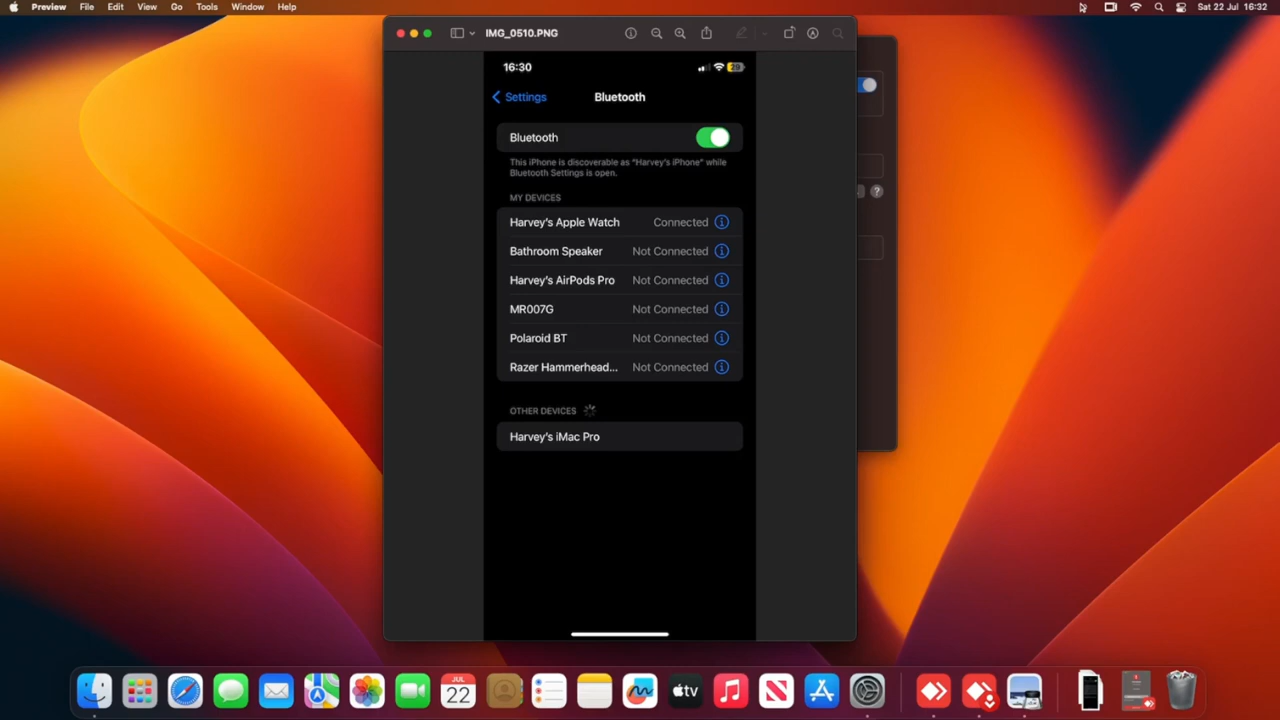 Preview File Edit View Go Tools Window Help
Sat 22 Jul 16:32
IMG_0510.PNG
16:30
29
Settings
Bluetooth
Bluetooth
This iPhone is discoverable as “Harvey’s iPhone” while
Bluetooth Settings is open.
MY DEVICES
Harvey’s Apple Watch Connected
Bathroom Speaker Not Connected
Harvey’s AirPods Pro Not Connected
MR007G Not Connected
Polaroid BT Not Connected
Razer Hammerhead... Not Connected
OTHER DEVICES
Harvey’s iMac Pro
?
JUL
22
tv